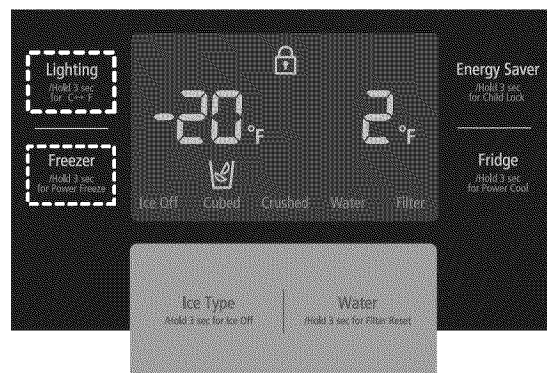 Lighting
/Hold 3 sec
for °C↔°F
Energy Saver
/Hold 3 sec
for Child Lock
-20°F
2°F
Freezer
/Hold 3 sec
for Power Freeze
Fridge
/Hold 3 sec
for Power Cool
Ice Off Cubed Crushed Water Filter
Ice Type
/Hold 3 sec for Ice Off
Water
/Hold 3 sec for Filter Reset